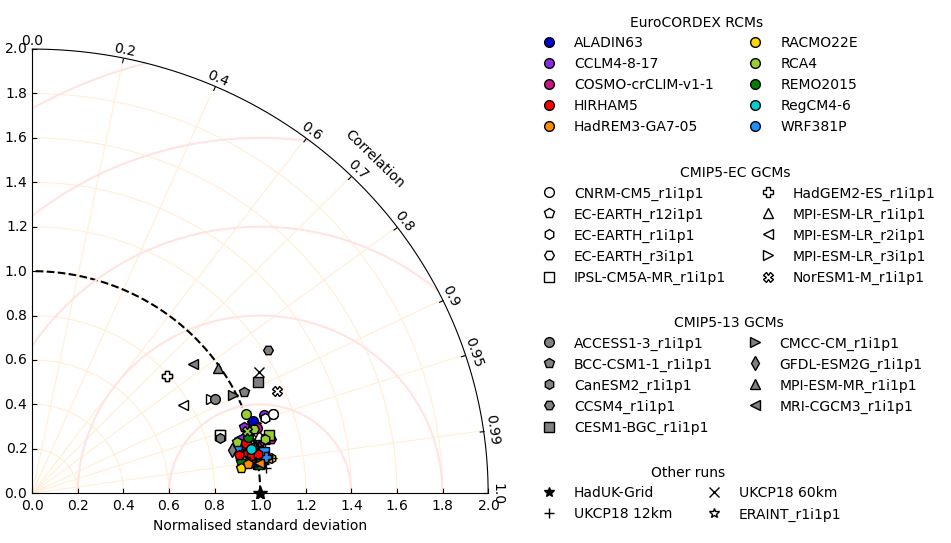 0.0
0.2
0.4
0.6
Correlation
0.7
0.8
0.9
0.95
0.99
1.0
2.0
1.8
1.6
1.4
1.2
1.0
0.8
0.6
0.4
0.2
0.0
0.0 0.2 0.4 0.6 0.8 1.0 1.2 1.4 1.6 1.8 2.0
Normalised standard deviation
EuroCORDEX RCMs
ALADIN63 RACMO22E
CCLM4-8-17 RCA4
COSMO-crCLIM-v1-1 REMO2015
HIRHAM5 RegCM4-6
HadREM3-GA7-05 WRF381P
CMIP5-EC GCMs
CNRM-CM5_r1i1p1 HadGEM2-ES_r1i1p1
EC-EARTH_r12i1p1 MPI-ESM-LR_r1i1p1
EC-EARTH_r1i1p1 MPI-ESM-LR_r2i1p1
EC-EARTH_r3i1p1 MPI-ESM-LR_r3i1p1
IPSL-CM5A-MR_r1i1p1 NorESM1-M_r1i1p1
CMIP5-13 GCMs
ACCESS1-3_r1i1p1 CMCC-CM_r1i1p1
BCC-CSM1-1_r1i1p1 GFDL-ESM2G_r1i1p1
CanESM2_r1i1p1 MPI-ESM-MR_r1i1p1
CCSM4_r1i1p1 MRI-CGCM3_r1i1p1
CESM1-BGC_r1i1p1
Other runs
HadUK-Grid UKCP18 60km
UKCP18 12km ERAINT_r1i1p1